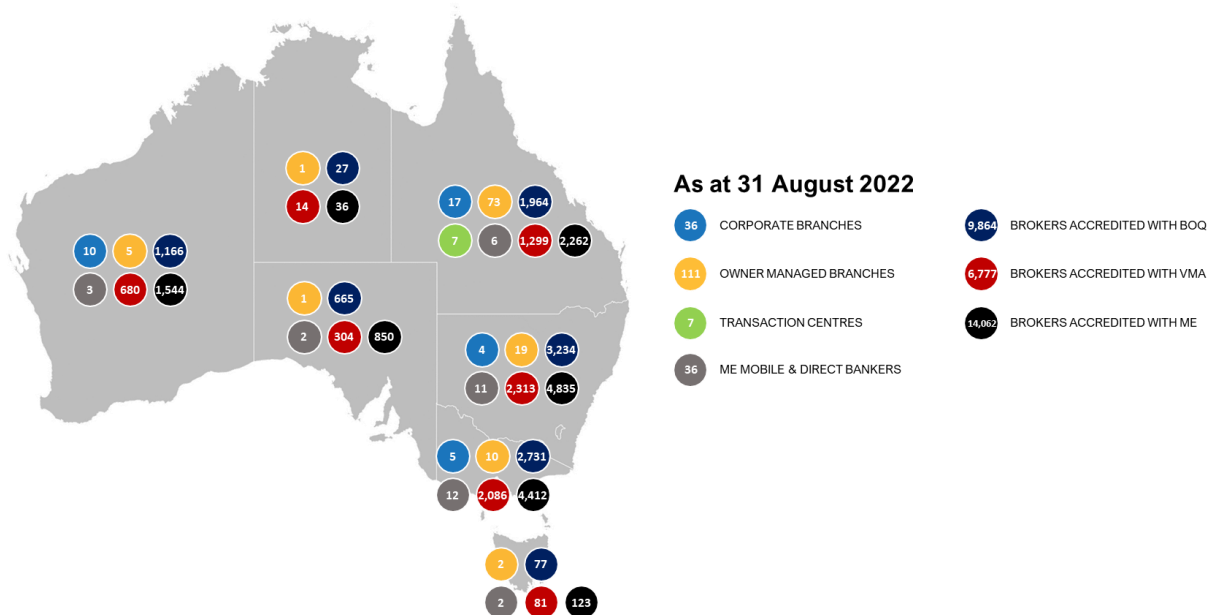 1 27
14 36
17 73 1,964
7 6 1,299 2,262
10 5 1,166
3 680 1,544
1 665
2 304 850
4 19 3,234
11 2,313 4,835
5 10 2,731
12 2,086 4,412
2 77
2 81 123
As at 31 August 2022
36 CORPORATE BRANCHES
111 OWNER MANAGED BRANCHES
7 TRANSACTION CENTRES
36 ME MOBILE & DIRECT BANKERS
9,864 BROKERS ACCREDITED WITH BOQ
6,777 BROKERS ACCREDITED WITH VMA
14,062 BROKERS ACCREDITED WITH ME